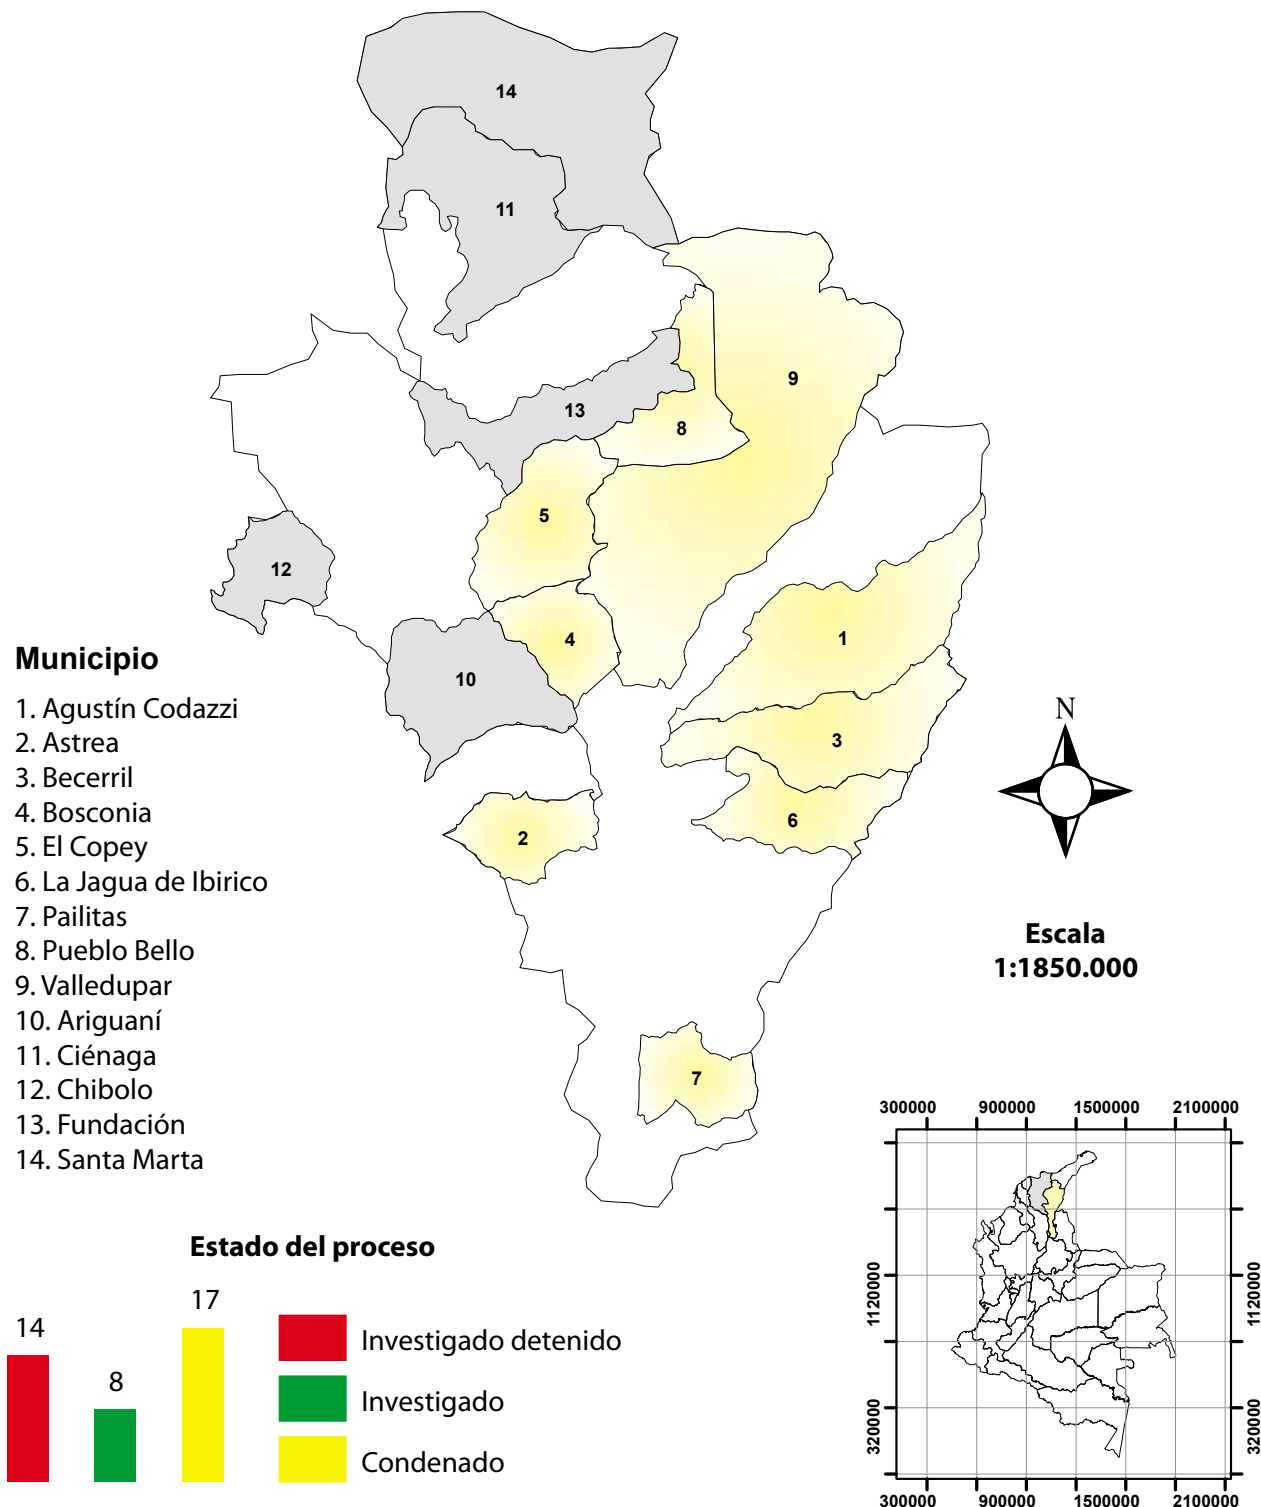 14
11
9
13
8
5
12
4
1
10
3
6
2
7
Municipio
1. Agustín Codazzi
2. Astrea
3. Becerril
4. Bosconia
5. El Copey
6. La Jagua de Ibirico
7. Pailitas
8. Pueblo Bello
9. Valledupar
10. Ariguaní
11. Ciénaga
12. Chibolo
13. Fundación
14. Santa Marta
N
Escala
1:1850.000
Estado del proceso
14
8
17
Investigado detenido
Investigado
Condenado
300000 900000 1500000 2100000
1120000 1120000
320000 320000
300000 900000 1500000 2100000